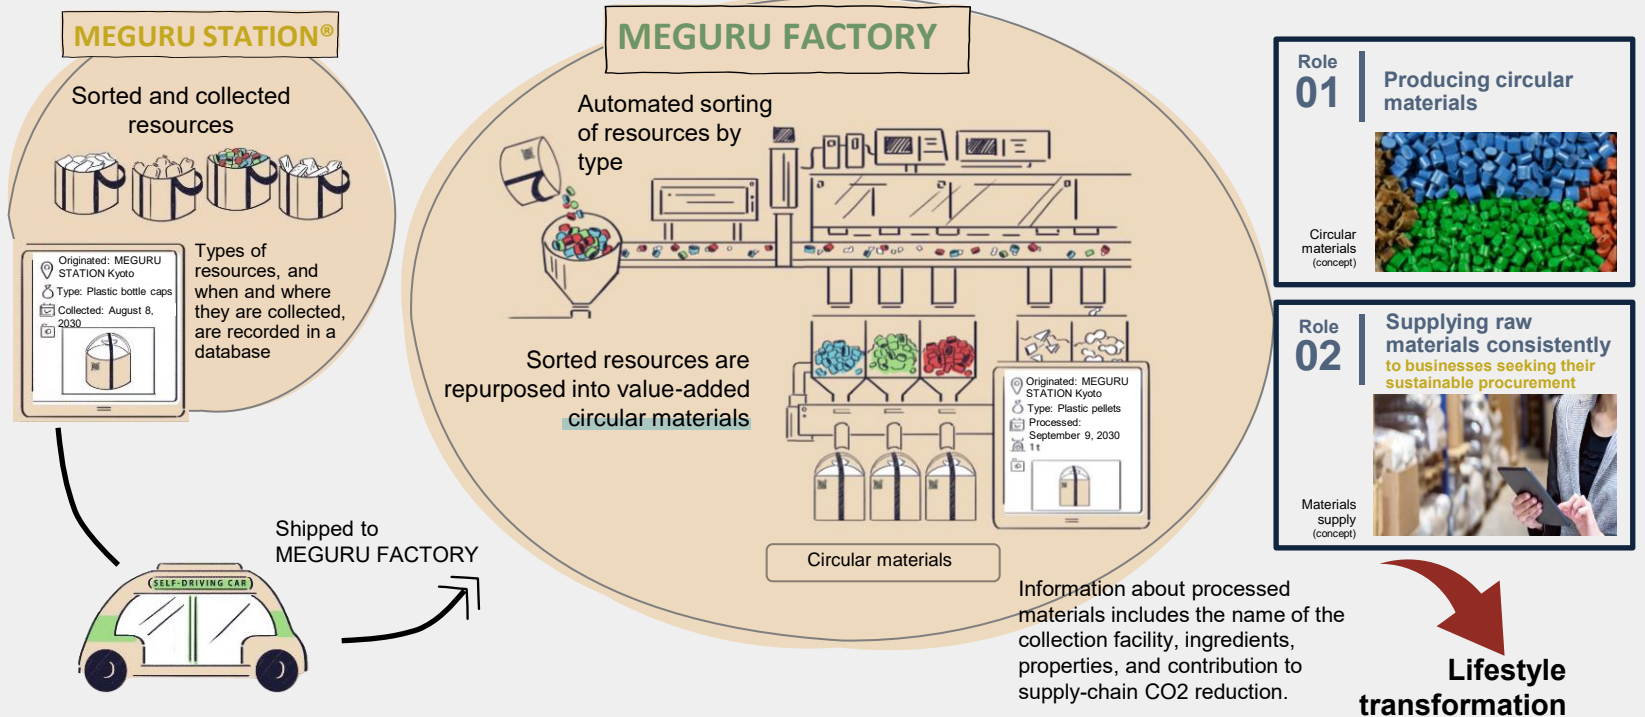 MEGURU STATION®
Sorted and collected
resources
Originated: MEGURU
STATION Kyoto
Type: Plastic bottle caps
Collected: August 8,
2030
Types of
resources, and
when and where
they are collected,
are recorded in a
database
Shipped to
MEGURU FACTORY
SELF-DRIVING CAR
MEGURU FACTORY
Automated sorting
of resources by
type
Sorted resources are
repurposed into value-added
circular materials
Originated: MEGURU
STATION Kyoto
Type: Plastic pellets
Processed:
September 9, 2030
1t
Circular materials
Information about processed
materials includes the name of the
collection facility, ingredients,
properties, and contribution to
supply-chain CO2 reduction.
Role
01
Producing circular
materials
Circular
materials
(concept)
Role
02
Supplying raw
materials consistently
to businesses seeking their
sustainable procurement
Materials
supply
(concept)
Lifestyle
transformation